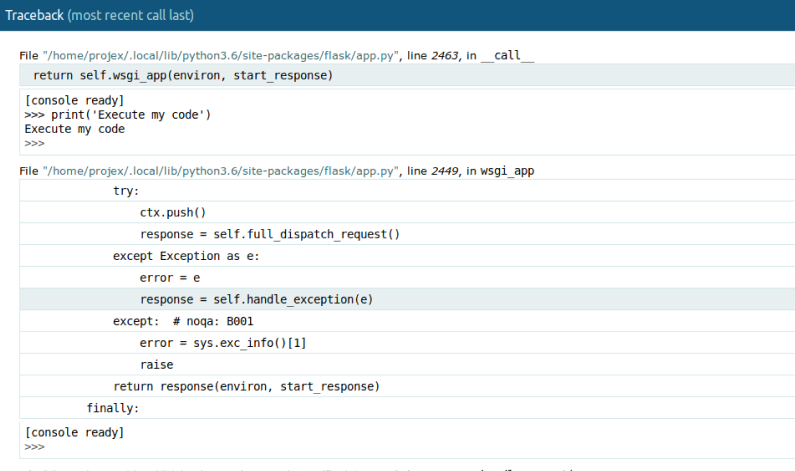 Traceback (most recent call last)
File "/home/projex/.local/lib/python3.6/site-packages/flask/app.py", line 2463, in __call__
return self.wsgi_app(environ, start_response)
[console ready]
>>> print('Execute my code')
Execute my code
>>>
File "/home/projex/.local/lib/python3.6/site-packages/flask/app.py", line 2449, in wsgi_app
try:
ctx.push()
response = self.full_dispatch_request()
except Exception as e:
error = e
response = self.handle_exception(e)
except:  # noqa: B001
error = sys.exc_info()[1]
raise
return response(environ, start_response)
finally:
[console ready]
>>>